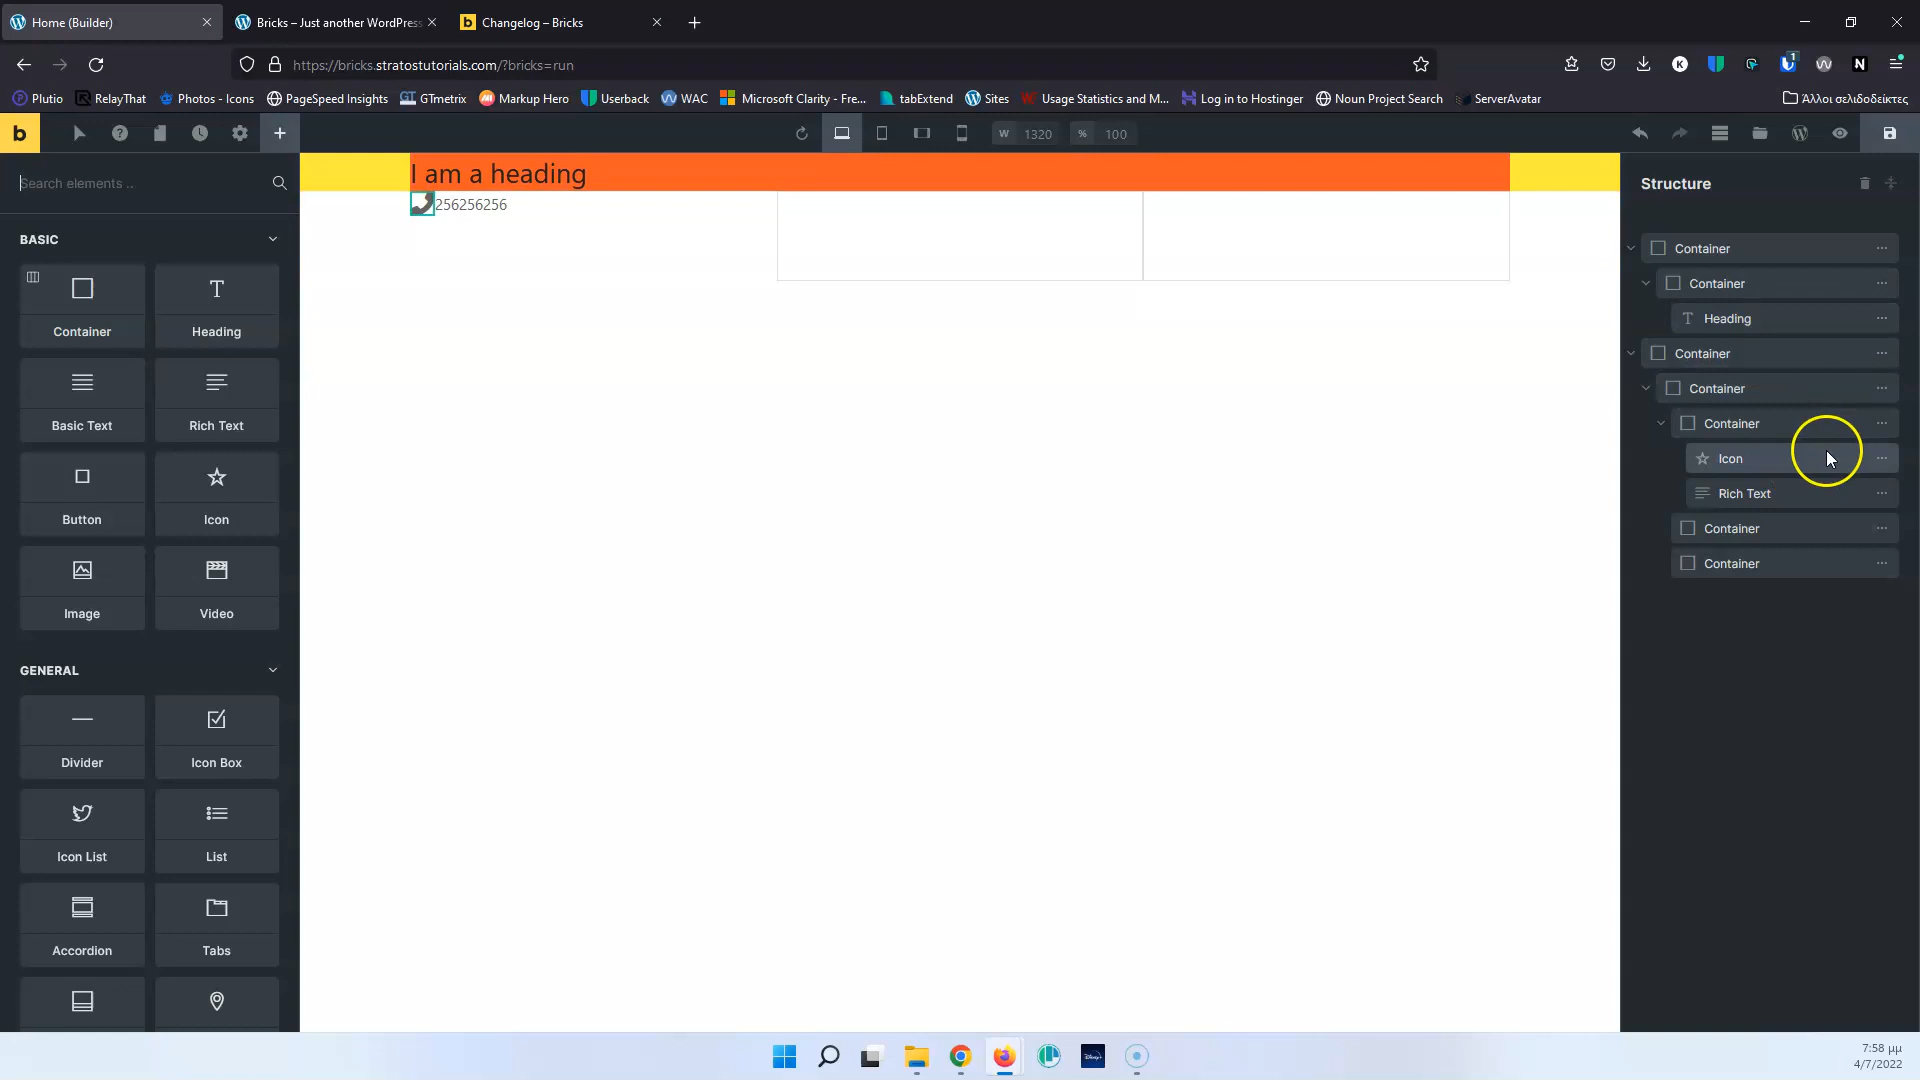 Home (Builder)
Bricks – Just another WordPress
Changelog – Bricks
https://bricks.stratostutorials.com/?bricks=run
Plutio
RelayThat
Photos - Icons
PageSpeed Insights
GTmetrix
Markup Hero
Userback
WAC
Microsoft Clarity - Fre...
tabExtend
Sites
Usage Statistics and M...
Log in to Hostinger
Noun Project Search
ServerAvatar
Άλλοι σελιδοδείκτες
b
W 1320
% 100
Search elements ..
I am a heading
256256256
Structure
BASIC
Container
Heading
Basic Text
Rich Text
Button
Icon
Image
Video
GENERAL
Divider
Icon Box
Icon List
List
Accordion
Tabs
Container
Container
Heading
Container
Container
Container
Icon
Rich Text
Container
Container
7:58 μμ
4/7/2022